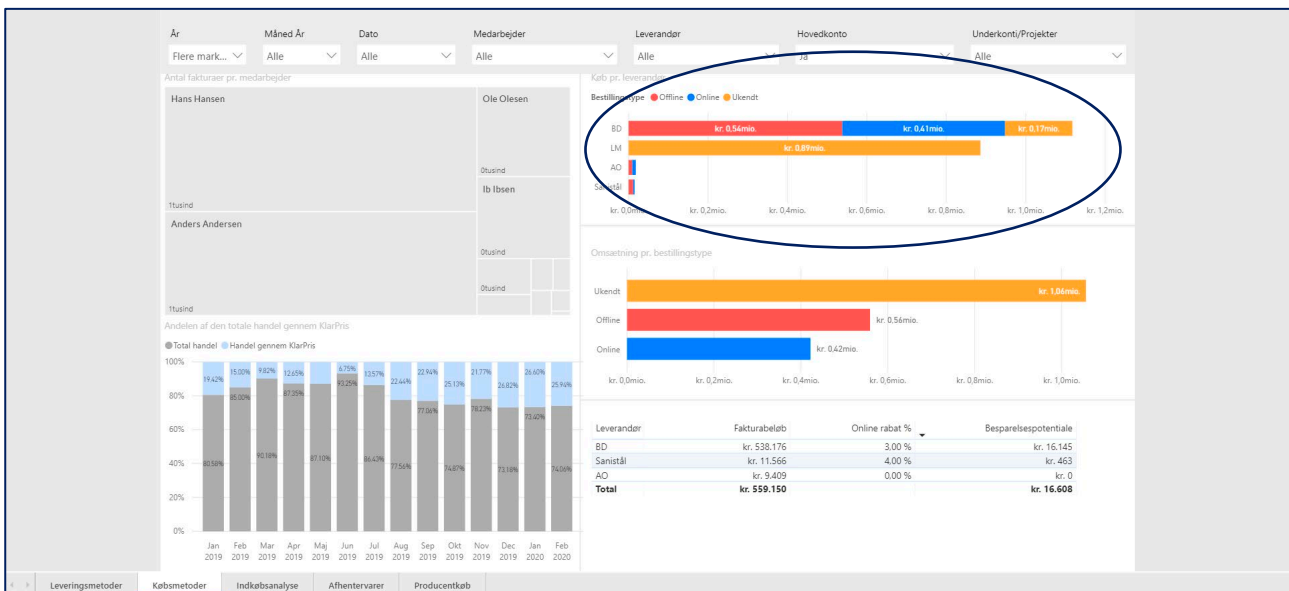 År Måned År Dato Medarbejder Leverandør Hovedkonto Underkonti/Projekter
Flere mark... Alle Alle Alle Alle Ja Alle
Antal fakturaer pr. medarbejder
Hans Hansen
1tusind
Anders Andersen
1tusind
Ole Olesen
0tusind
Ib Ibsen
0tusind
0tusind
Køb pr. leverandør
Bestillingstype Offline Online Ukendt
BD kr. 0,54mio. kr. 0,41mio. kr. 0,17mio.
LM kr. 0,89mio.
AO
Sanistål
kr. 0,0mio. kr. 0,2mio. kr. 0,4mio. kr. 0,6mio. kr. 0,8mio. kr. 1,0mio. kr. 1,2mio.
Omsætning pr. bestillingstype
Ukendt kr. 1,06mio.
Offline kr. 0,56mio.
Online kr. 0,42mio.
kr. 0,0mio. kr. 0,2mio. kr. 0,4mio. kr. 0,6mio. kr. 0,8mio. kr. 1,0mio.
Andelen af den totale handel gennem KlarPris
Total handel Handel gennem KlarPris
100%
80%
60%
40%
20%
0%
19.42% 15.00% 9.82% 12.65% 6.75% 13.57% 22.44% 22.94% 25.13% 21.77% 26.82% 26.60% 25.94%
80.58% 85.00% 90.18% 87.35% 87.10% 93.25% 86.43% 77.56% 77.06% 74.87% 78.23% 73.18% 73.40% 74.06%
Jan Feb Mar Apr Maj Jun Jul Aug Sep Okt Nov Dec Jan Feb
2019 2019 2019 2019 2019 2019 2019 2019 2019 2019 2019 2019 2020 2020
Leverandør Fakturabeløb Online rabat % Besparelsespotentiale
BD kr. 538.176 3,00 % kr. 16.145
Sanistål kr. 11.566 4,00 % kr. 463
AO kr. 9.409 0,00 % kr. 0
Total kr. 559.150 kr. 16.608
Leveringsmetoder Købsmetoder Indkøbsanalyse Afhentervarer Producentkøb